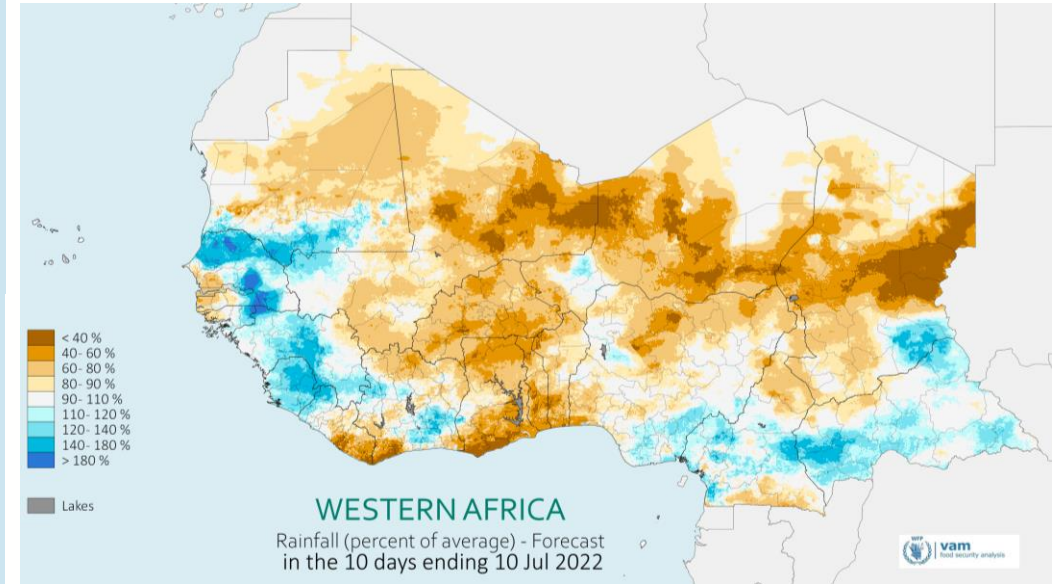 < 40 %
40- 60 %
60- 80 %
80- 90 %
90- 110 %
110- 120 %
120- 140 %
140- 180 %
> 180 %
Lakes
WESTERN AFRICA
Rainfall (percent of average) - Forecast
in the 10 days ending 10 Jul 2022
WFP
vam
food security analysis